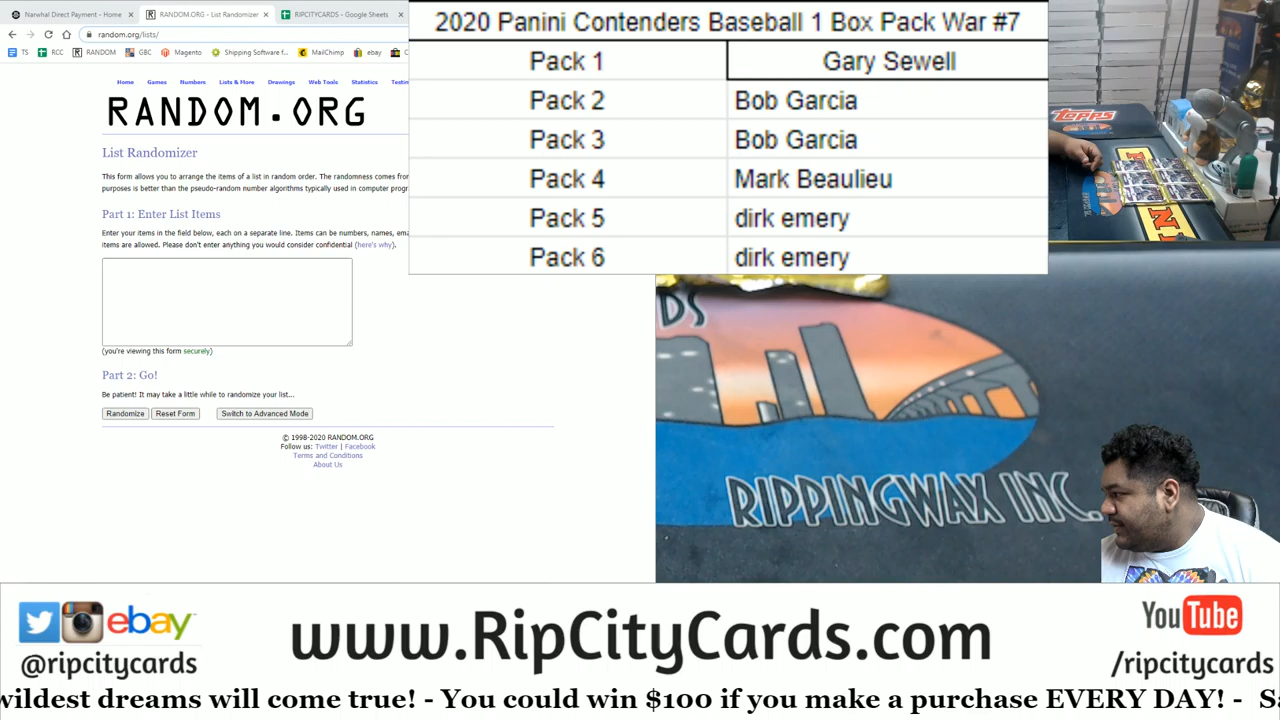 Narwhal Direct Payment - Home
RANDOM.ORG - List Randomizer
RIPCITYCARDS - Google Sheets
random.org/lists/
TS
RCC
RANDOM
GBC
Magento
Shipping Software f...
MailChimp
ebay
Home Games Numbers Lists & More Drawings Web Tools Statistics Testin
RANDOM.ORG
List Randomizer
This form allows you to arrange the items of a list in random order. The randomness comes from
purposes is better than the pseudo-random number algorithms typically used in computer progr
Part 1: Enter List Items
Enter your items in the field below, each on a separate line. Items can be numbers, names, ema
items are allowed. Please don't enter anything you would consider confidential (here's why).
(you're viewing this form securely)
Part 2: Go!
Be patient! It may take a little while to randomize your list...
Randomize Reset Form Switch to Advanced Mode
© 1998-2020 RANDOM.ORG
Follow us: Twitter | Facebook
Terms and Conditions
About Us
2020 Panini Contenders Baseball 1 Box Pack War #7
Pack 1 Gary Sewell
Pack 2 Bob Garcia
Pack 3 Bob Garcia
Pack 4 Mark Beaulieu
Pack 5 dirk emery
Pack 6 dirk emery
TOPPS
DS
RIPPINGWAX INC.
ebay
@ripcitycards
www.RipCityCards.com
YouTube
/ripcitycards
wildest dreams will come true! - You could win $100 if you make a purchase EVERY DAY! - Sa